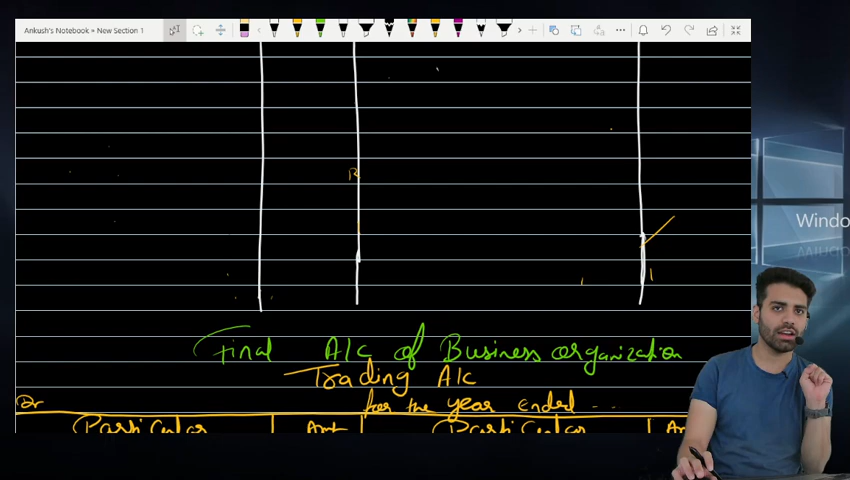 Ankush's Notebook » New Section 1
R
Windo
Final A/c of Business organization
Trading A/c
Dr for the year ended ...
Particular Amt Particular Am